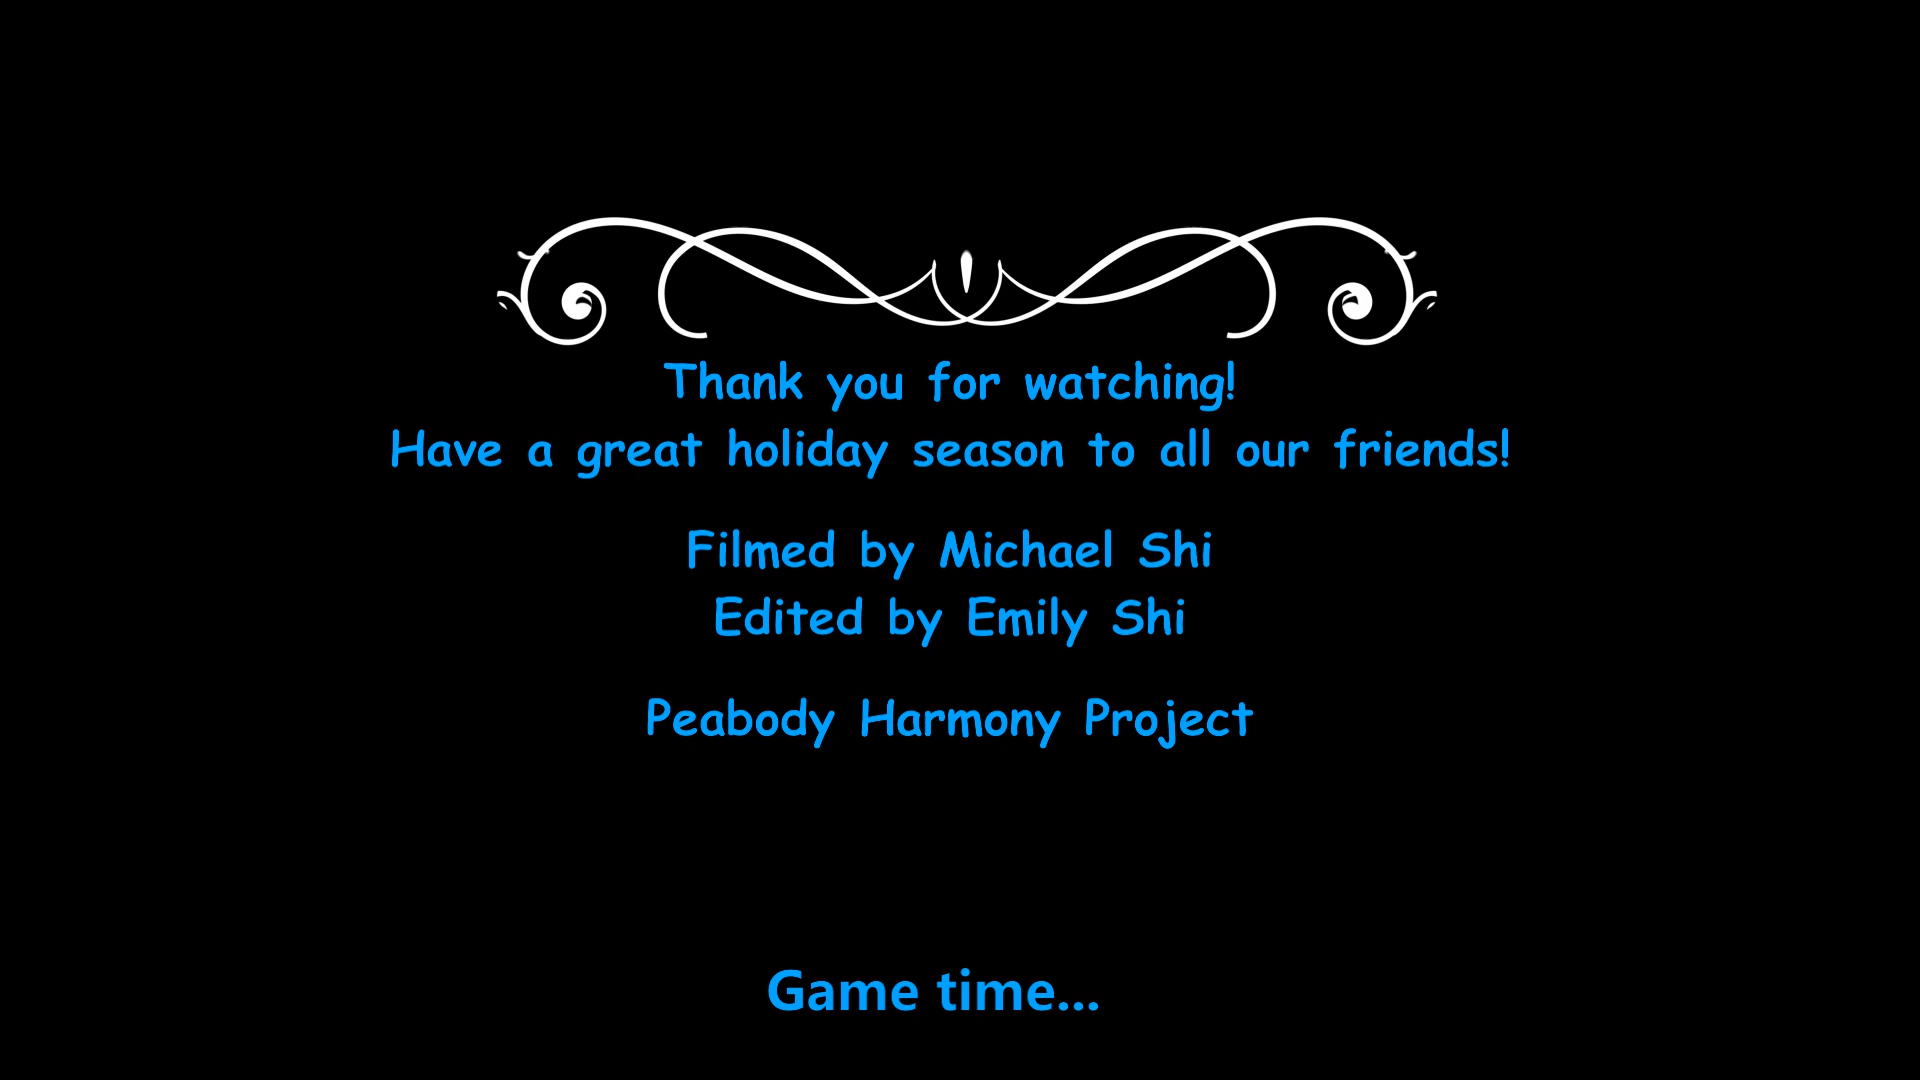 Thank you for watching!
Have a great holiday season to all our friends!
Filmed by Michael Shi
Edited by Emily Shi
Peabody Harmony Project
Game time...